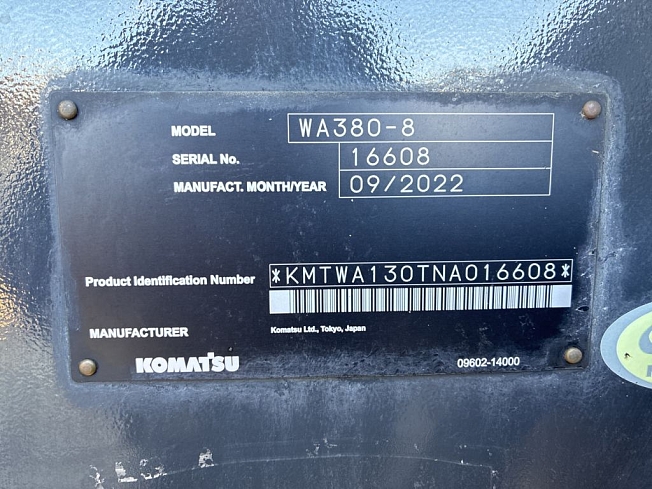 MODEL WA380-8
SERIAL No. 16608
MANUFACT. MONTH/YEAR 09/2022
Product Identification Number *KMTWA130TNA016608*
MANUFACTURER Komatsu Ltd., Tokyo, Japan
KOMATSU 09602-14000